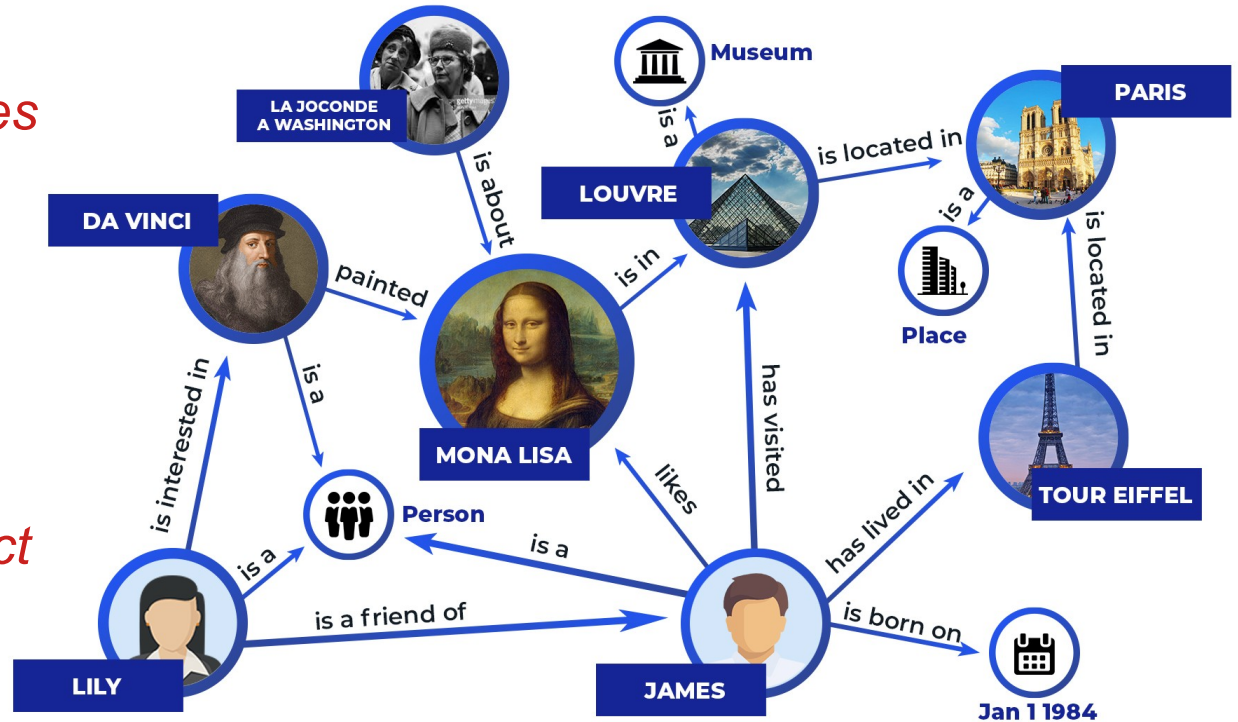 es
ct
LA JOCONDE
A WASHINGTON
gettyimages
is about
Museum
is a
LOUVRE
is located in
PARIS
is a
Place
is located in
DA VINCI
painted
is in
MONA LISA
is interested in
is a
Person
is a
likes
has visited
has lived in
TOUR EIFFEL
is a
is a friend of
is born on
LILY
JAMES
Jan 1 1984